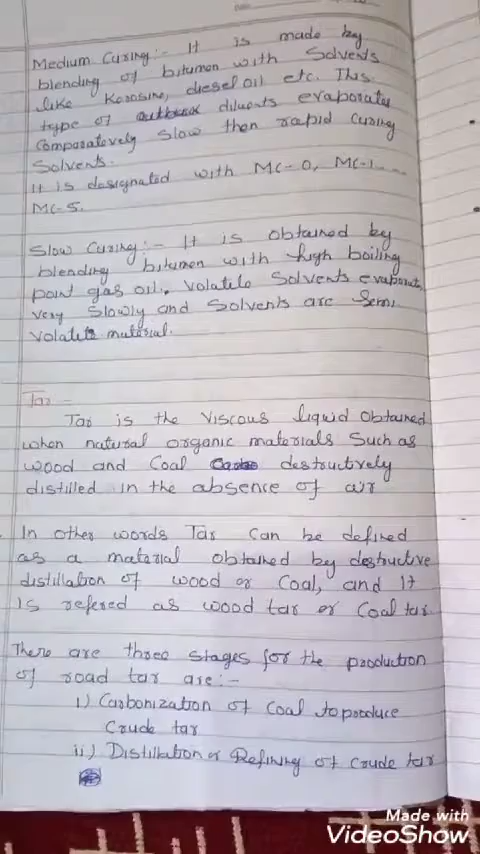 Medium Curing:- It is made by
blending of bitumen with Solvents
like Kerosine, diesel oil etc. This
type of diluents evaporates
Comparatevely Slow then rapid Curing
Solvents.
It is designated with MC-0, MC-1....
MC-5.
Slow Curing:- It is obtained by
blending bitumen with high boiling
point gas oil. Volatile Solvents evaporate
very Slowly and Solvents are Semi
Volatile material.
Tar -
Tar is the Viscous liquid obtained
when natural organic materials Such as
wood and Coal destructively
distilled in the absence of air
In other words Tar Can be defined
as a material obtained by destructive
distillation of wood or Coal, and It
is refered as wood tar or Coal tar.
There are three stages for the production
of road tar are:-
i) Carbonization of Coal to produce
Crude tar
ii) Distillation or Refining of Crude tar
Made with
VideoShow